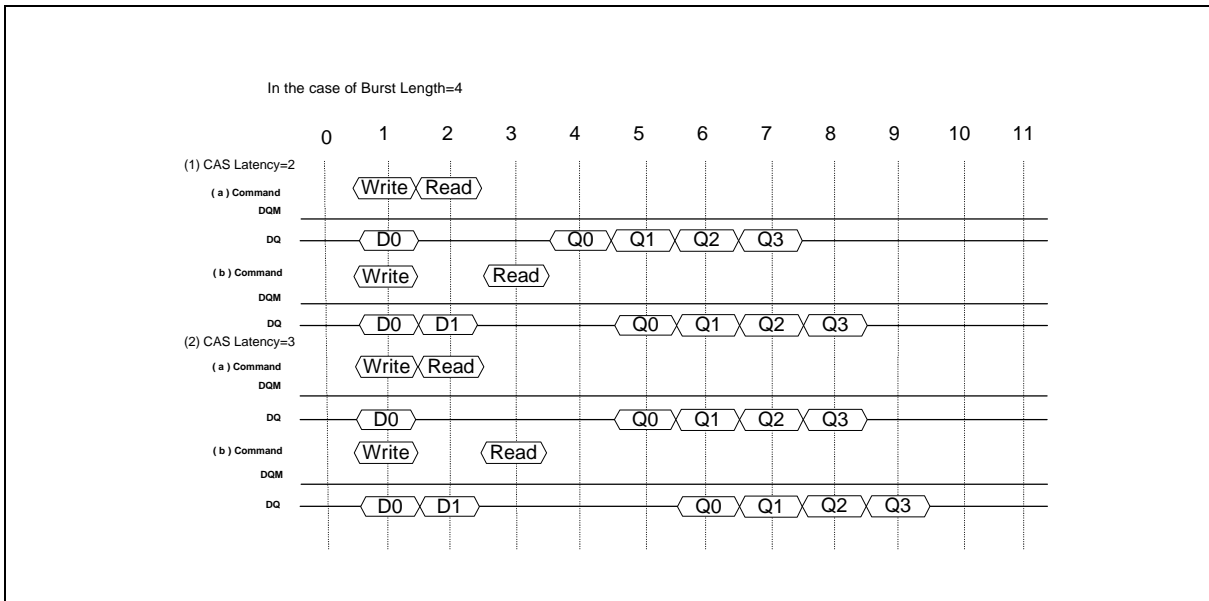 In the case of Burst Length=4
0 1 2 3 4 5 6 7 8 9 10 11
(1) CAS Latency=2
( a ) Command Write Read
DQM
DQ D0 Q0 Q1 Q2 Q3
( b ) Command Write Read
DQM
DQ D0 D1 Q0 Q1 Q2 Q3
(2) CAS Latency=3
( a ) Command Write Read
DQM
DQ D0 Q0 Q1 Q2 Q3
( b ) Command Write Read
DQM
DQ D0 D1 Q0 Q1 Q2 Q3